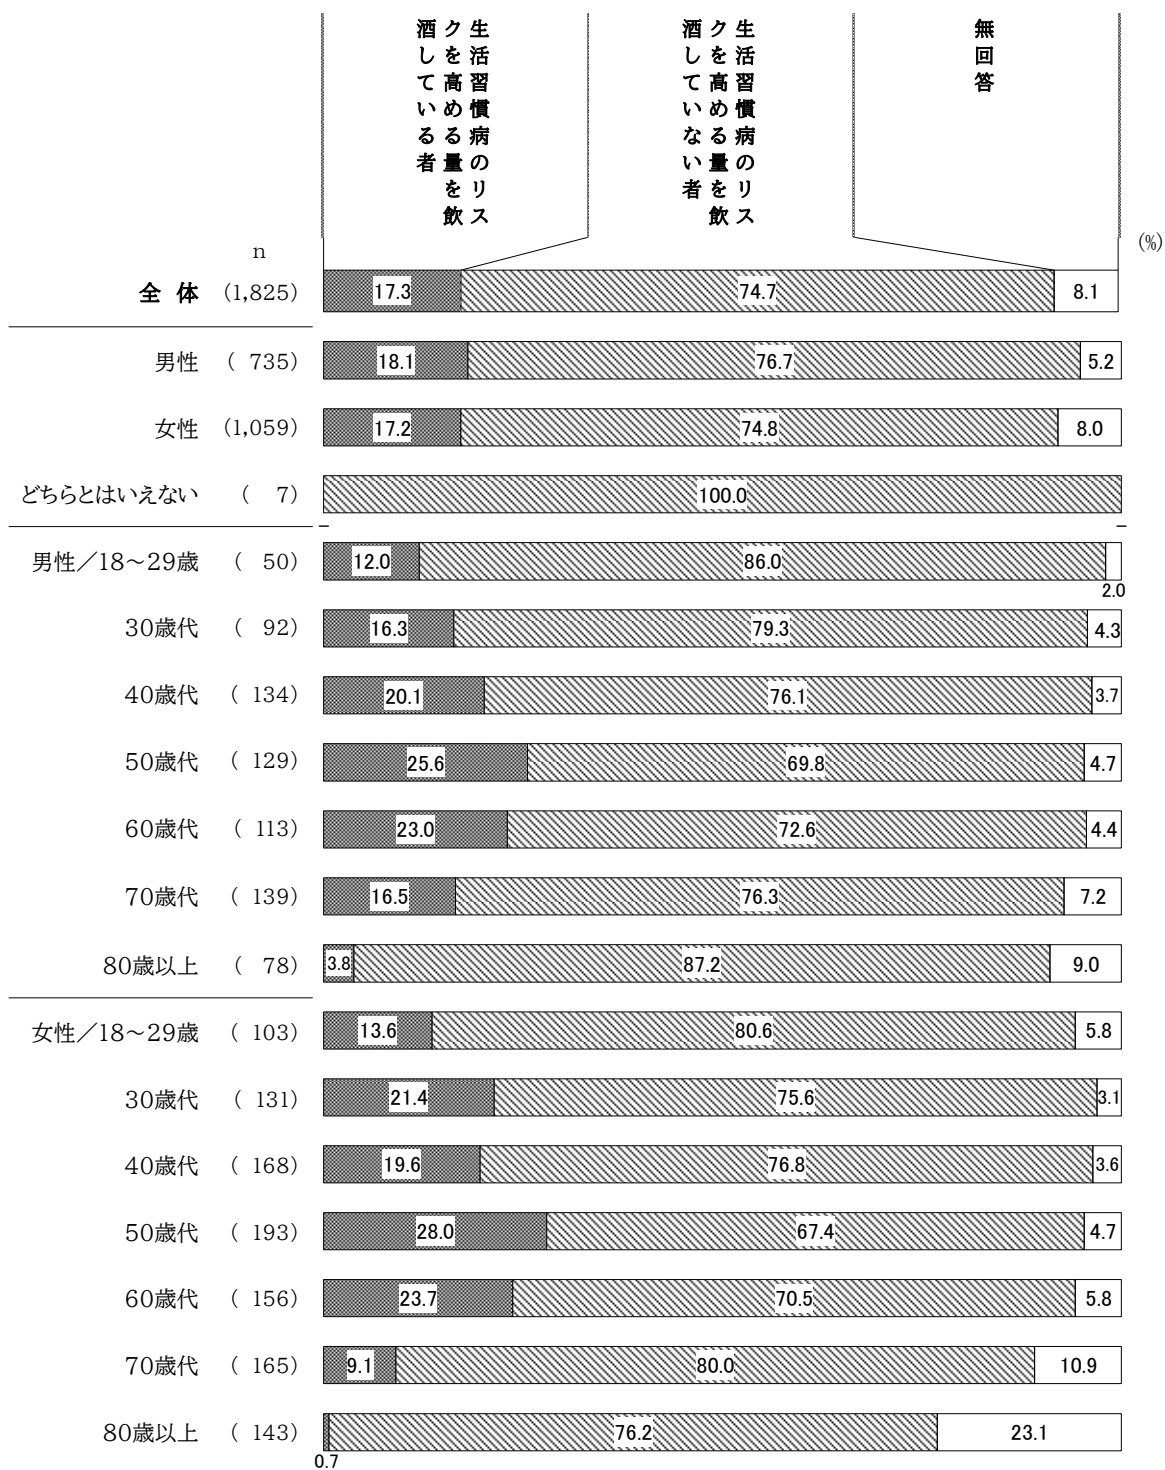 生活習慣病のリス
クを高める量を飲
酒している者
生活習慣病のリス
クを高める量を飲
酒していない者
無回答
(%)
n
全 体 (1,825) 17.3 74.7 8.1
男性 ( 735) 18.1 76.7 5.2
女性 (1,059) 17.2 74.8 8.0
どちらとはいえない ( 7) 100.0
男性／18～29歳 ( 50) 12.0 86.0 2.0
30歳代 ( 92) 16.3 79.3 4.3
40歳代 ( 134) 20.1 76.1 3.7
50歳代 ( 129) 25.6 69.8 4.7
60歳代 ( 113) 23.0 72.6 4.4
70歳代 ( 139) 16.5 76.3 7.2
80歳以上 ( 78) 3.8 87.2 9.0
女性／18～29歳 ( 103) 13.6 80.6 5.8
30歳代 ( 131) 21.4 75.6 3.1
40歳代 ( 168) 19.6 76.8 3.6
50歳代 ( 193) 28.0 67.4 4.7
60歳代 ( 156) 23.7 70.5 5.8
70歳代 ( 165) 9.1 80.0 10.9
80歳以上 ( 143) 0.7 76.2 23.1